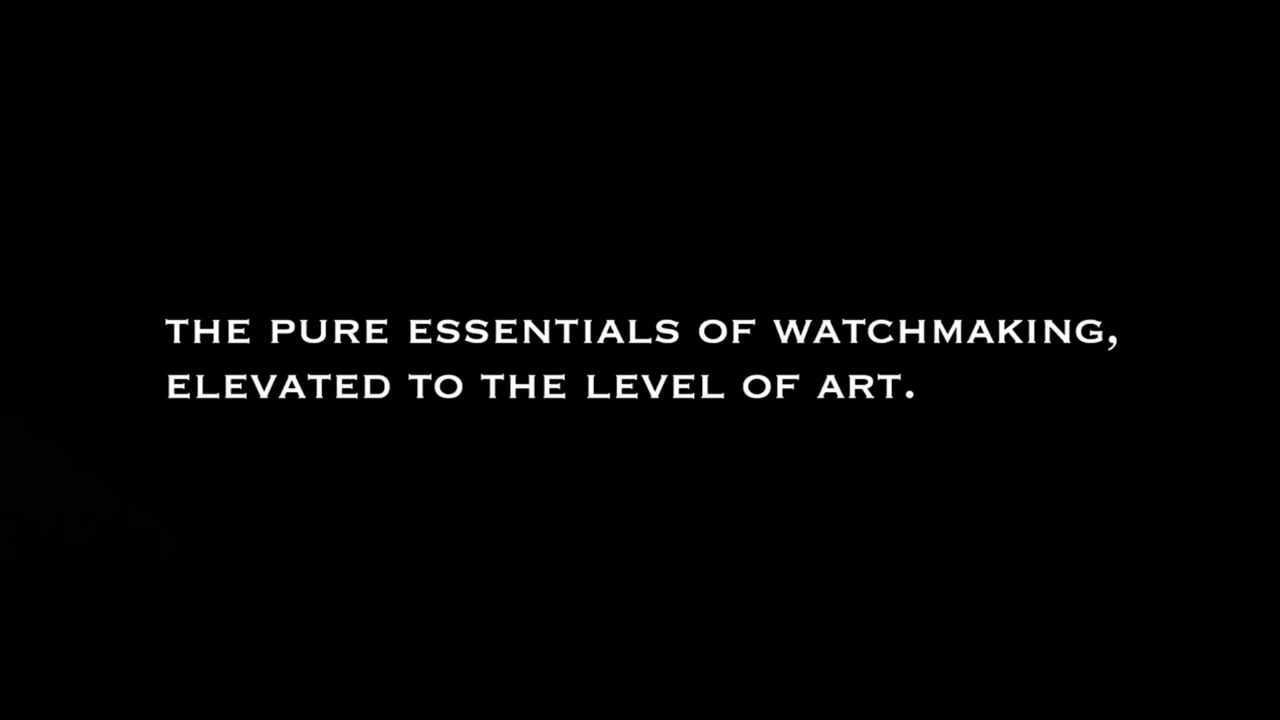 THE PURE ESSENTIALS OF WATCHMAKING,
ELEVATED TO THE LEVEL OF ART.